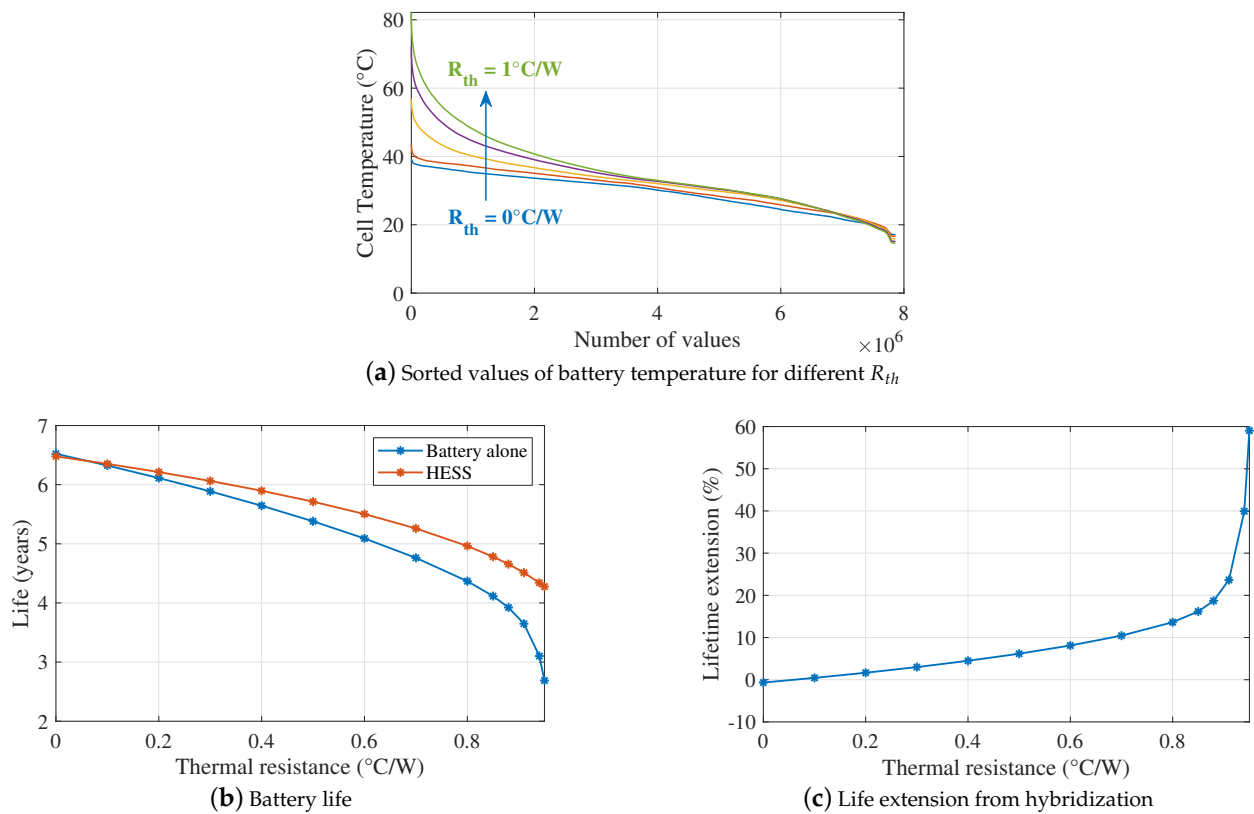 80
60
40
20
0
Cell Temperature (°C)
R_th = 1°C/W
R_th = 0°C/W
0 2 4 6 8
Number of values
×10^6
(a) Sorted values of battery temperature for different R_th
7
6
5
4
3
2
Life (years)
Battery alone
HESS
0 0.2 0.4 0.6 0.8
Thermal resistance (°C/W)
(b) Battery life
60
50
40
30
20
10
0
-10
Lifetime extension (%)
0 0.2 0.4 0.6 0.8
Thermal resistance (°C/W)
(c) Life extension from hybridization